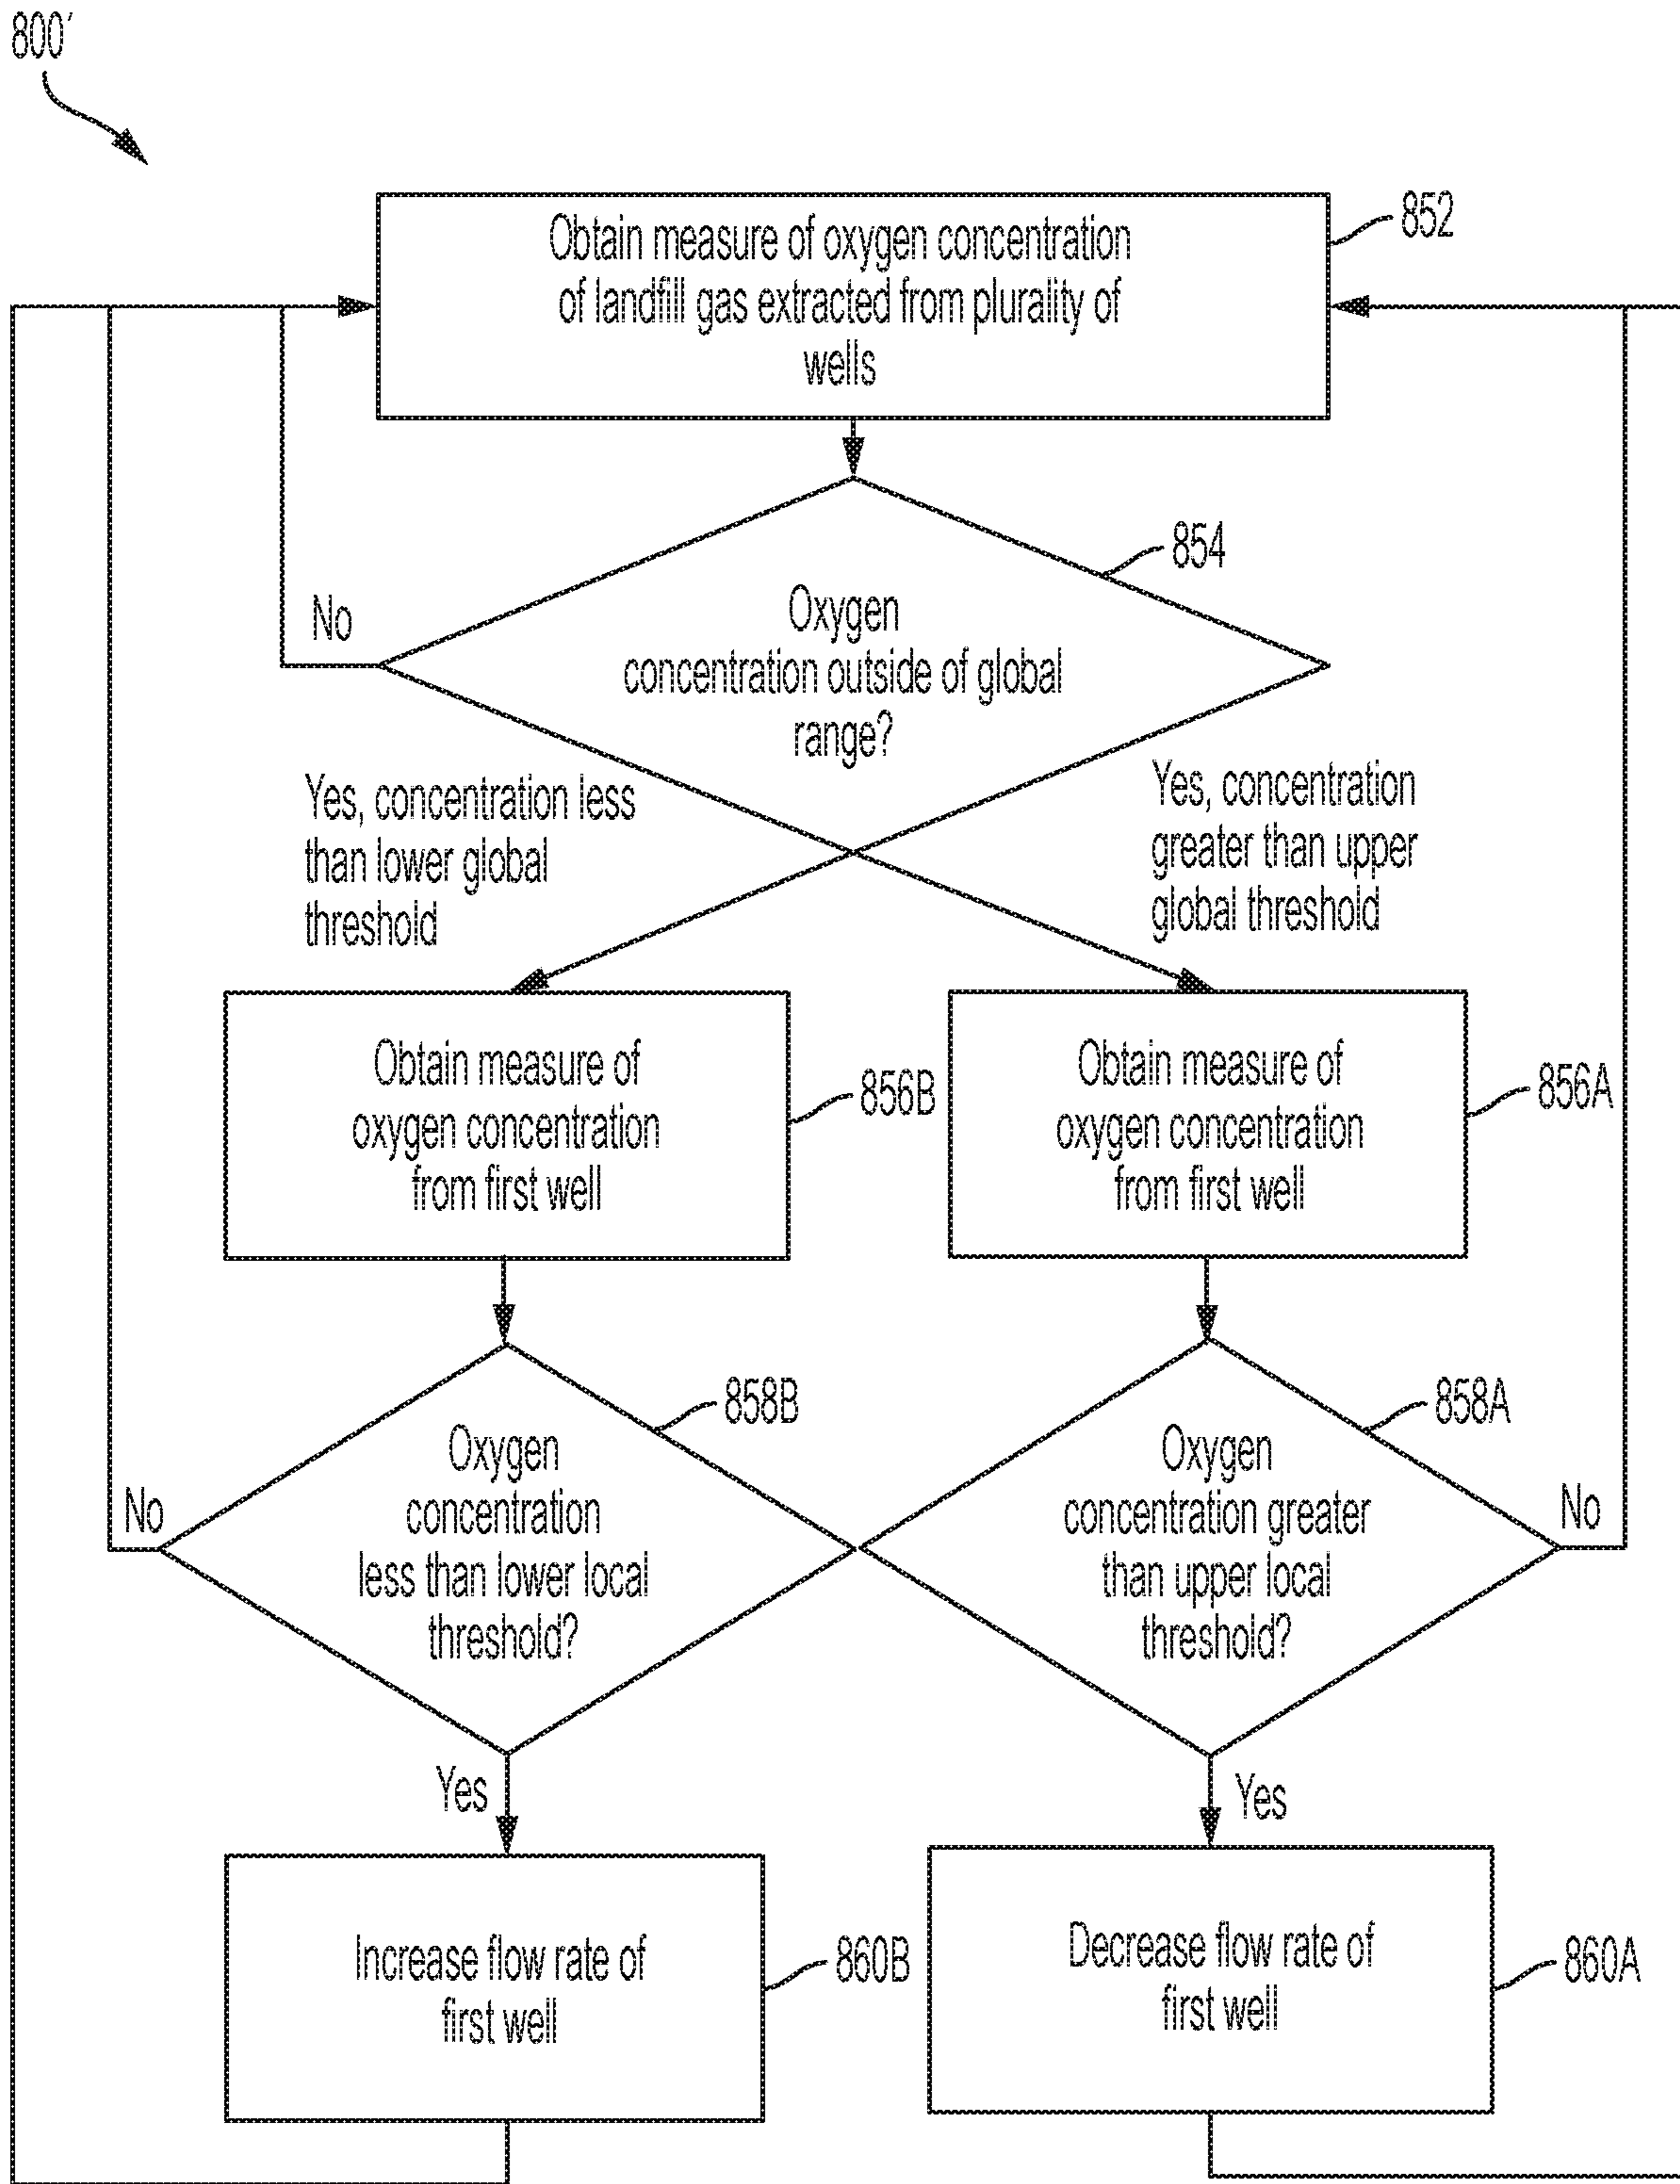 800′
Obtain measure of oxygen concentration
of landfill gas extracted from plurality of
wells
852
854
No
Oxygen
concentration outside of global
range?
Yes, concentration less
than lower global
threshold
Yes, concentration
greater than upper
global threshold
Obtain measure of
oxygen concentration
from first well
856B
Obtain measure of
oxygen concentration
from first well
856A
858B
Oxygen
concentration
less than lower local
threshold?
No
858A
Oxygen
concentration greater
than upper local
threshold?
No
Yes
Yes
Increase flow rate of
first well
860B
Decrease flow rate of
first well
860A